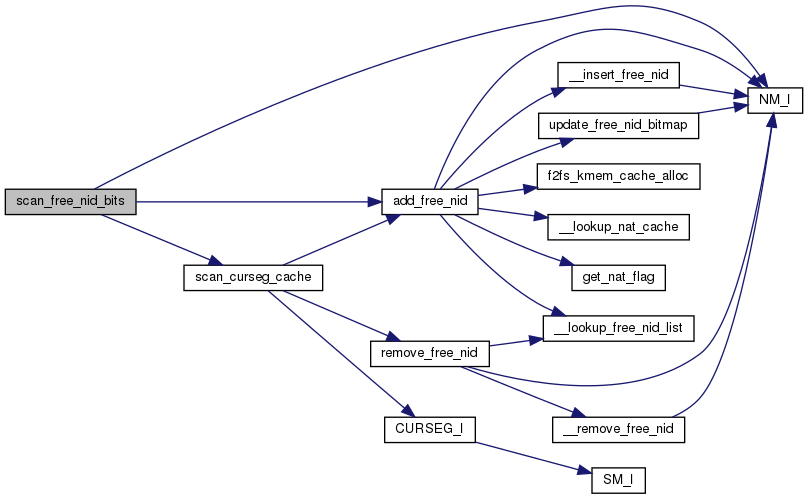 __insert_free_nid
NM_I
update_free_nid_bitmap
f2fs_kmem_cache_alloc
scan_free_nid_bits
add_free_nid
__lookup_nat_cache
scan_curseg_cache
get_nat_flag
__lookup_free_nid_list
remove_free_nid
CURSEG_I
__remove_free_nid
SM_I